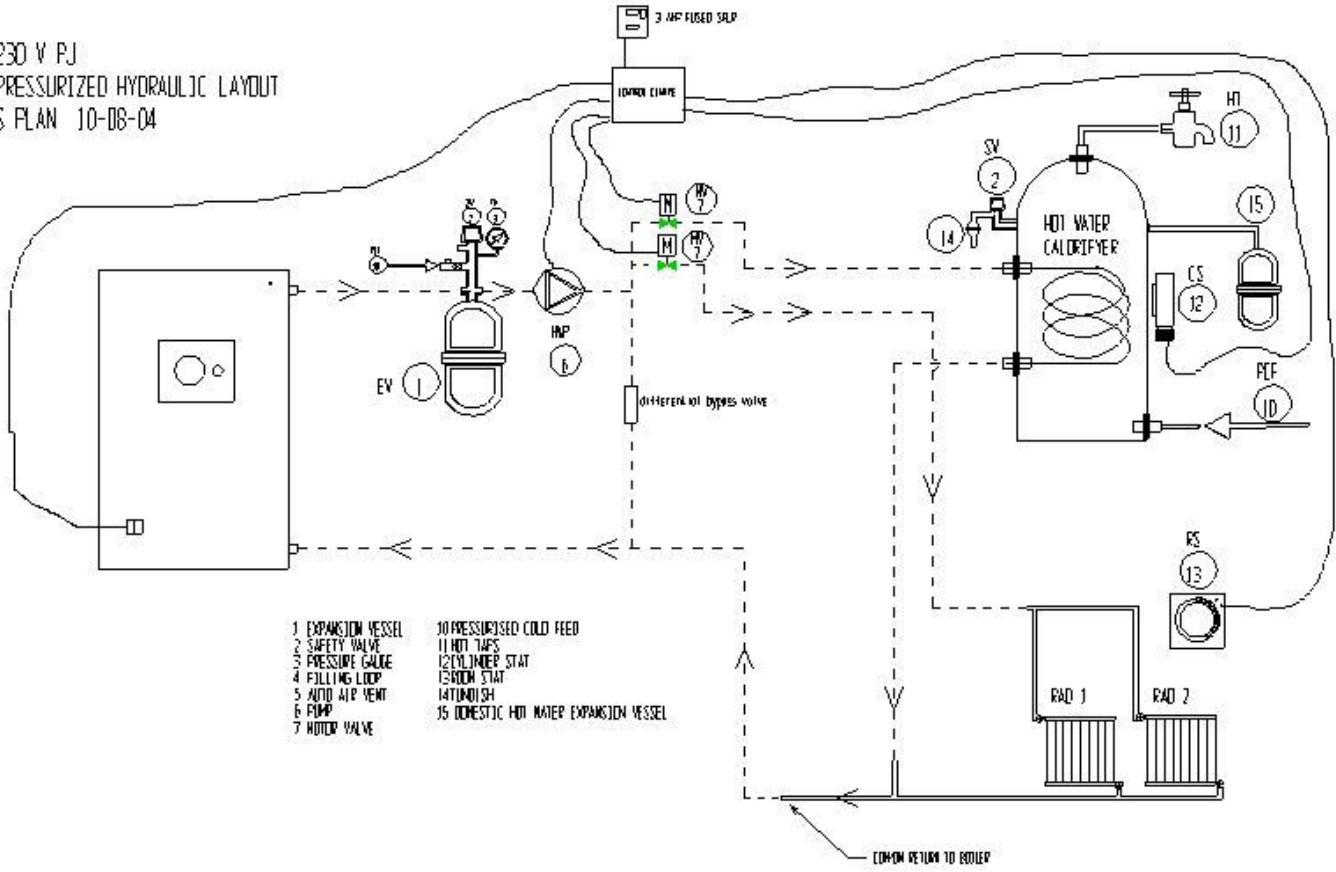 230 V PJ
PRESSURIZED HYDRAULIC LAYOUT
S PLAN 10-08-04
3 AMP FUSED SPUR
HT
11
SV
2
MV
7
MV
7
14
HOT WATER
CALORIFYER
15
CS
12
M
M
HWP
6
EV
1
differential bypass valve
PCF
10
RS
13
1 EXPANSION VESSEL
2 SAFETY VALVE
3 PRESSURE GAUGE
4 FILLING LOOP
5 AUTO AIR VENT
6 PUMP
7 MOTOR VALVE
10 PRESSURISED COLD FEED
11 HOT TAPS
12 CYLINDER STAT
13 ROOM STAT
14 TUNDISH
15 DOMESTIC HOT WATER EXPANSION VESSEL
RAD 1
RAD 2
COMMON RETURN TO BOILER